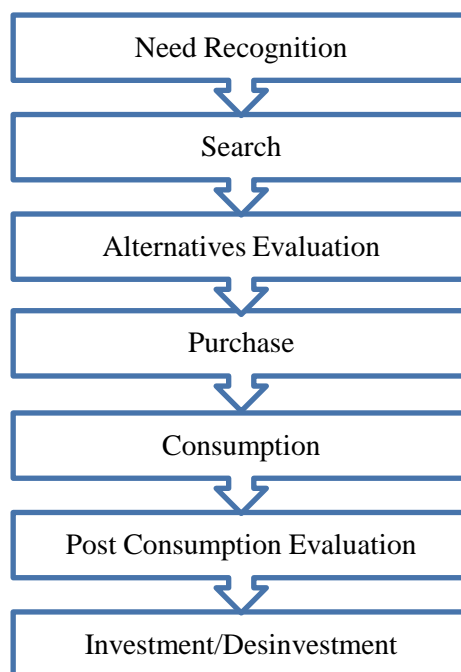 Need Recognition
Search
Alternatives Evaluation
Purchase
Consumption
Post Consumption Evaluation
Investment/Desinvestment